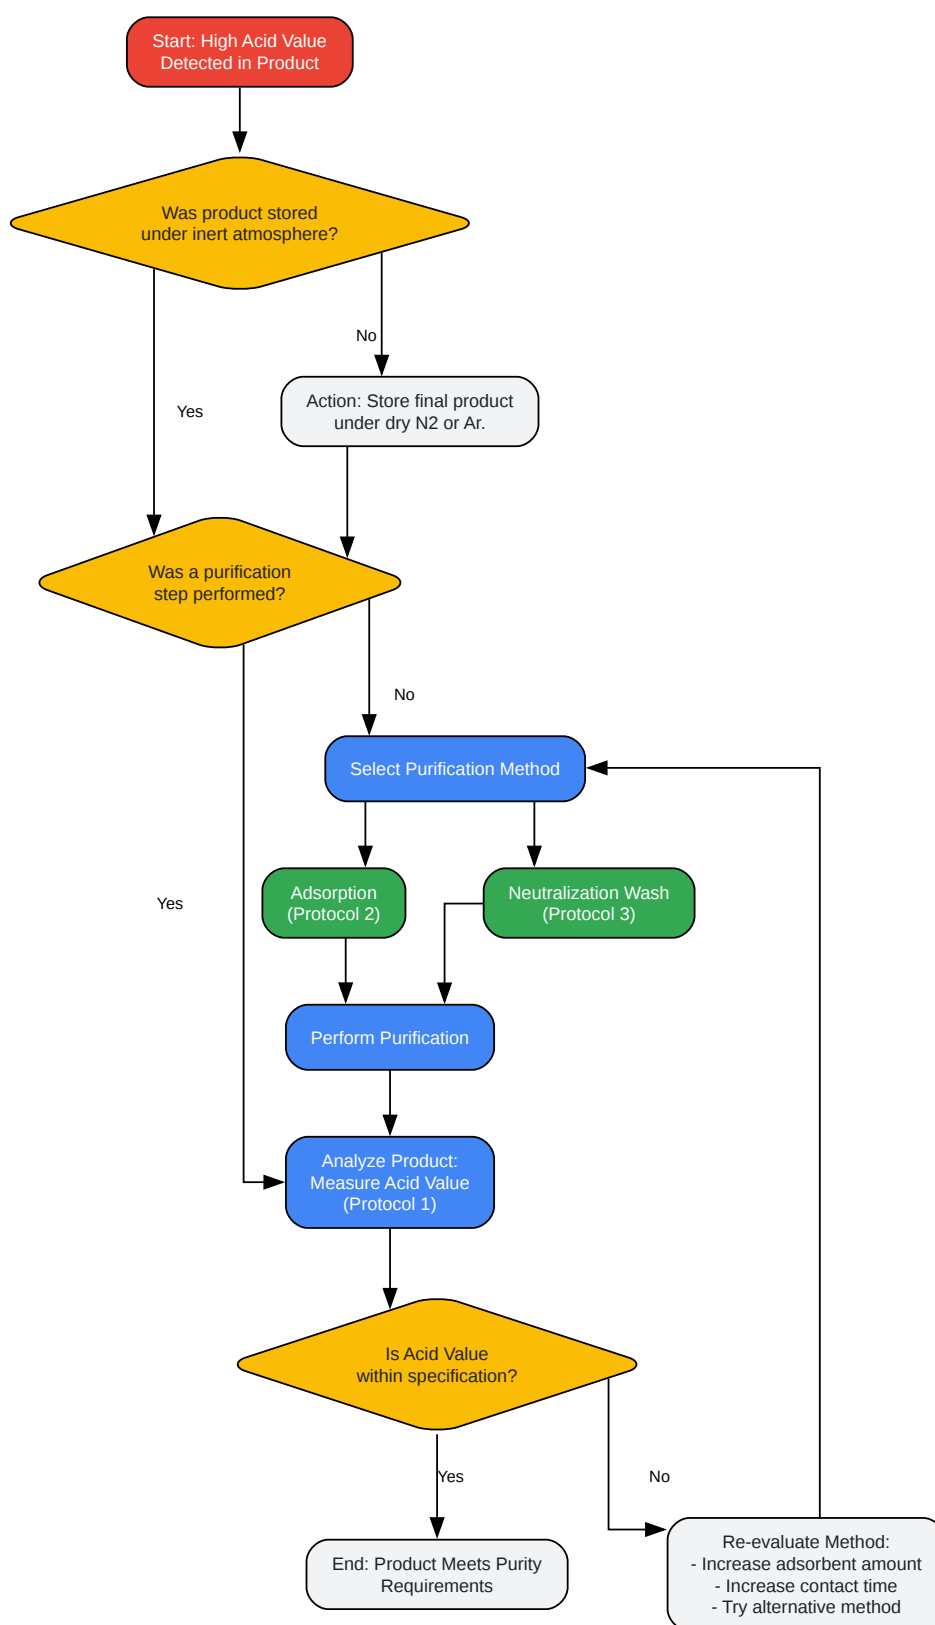 Start: High Acid Value
Detected in Product
Was product stored
under inert atmosphere?
No
Action: Store final product
under dry N2 or Ar.
Yes
Was a purification
step performed?
No
Select Purification Method
Adsorption
(Protocol 2)
Neutralization Wash
(Protocol 3)
Yes
Perform Purification
Analyze Product:
Measure Acid Value
(Protocol 1)
Is Acid Value
within specification?
Yes
No
End: Product Meets Purity
Requirements
Re-evaluate Method:
- Increase adsorbent amount
- Increase contact time
- Try alternative method